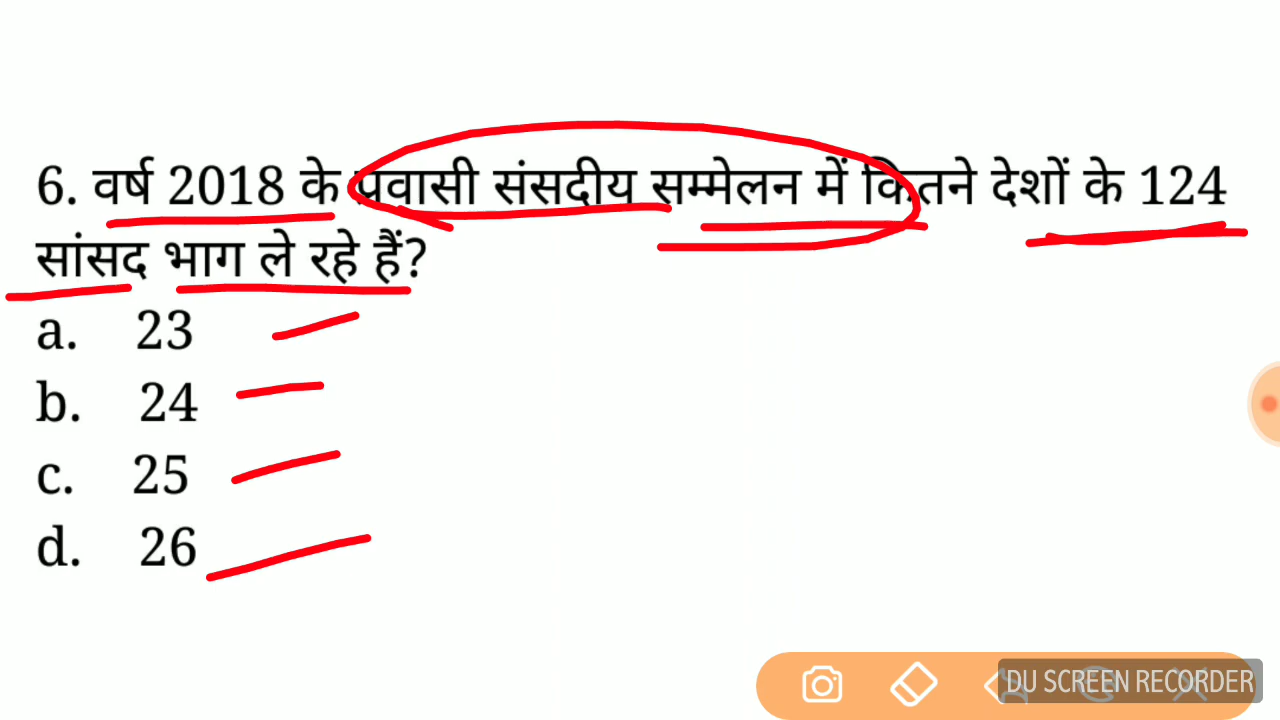 6. वर्ष 2018 के प्रवासी संसदीय सम्मेलन में कितने देशों के 124
सांसद भाग ले रहे हैं?
a. 23
b. 24
c. 25
d. 26
DU SCREEN RECORDER